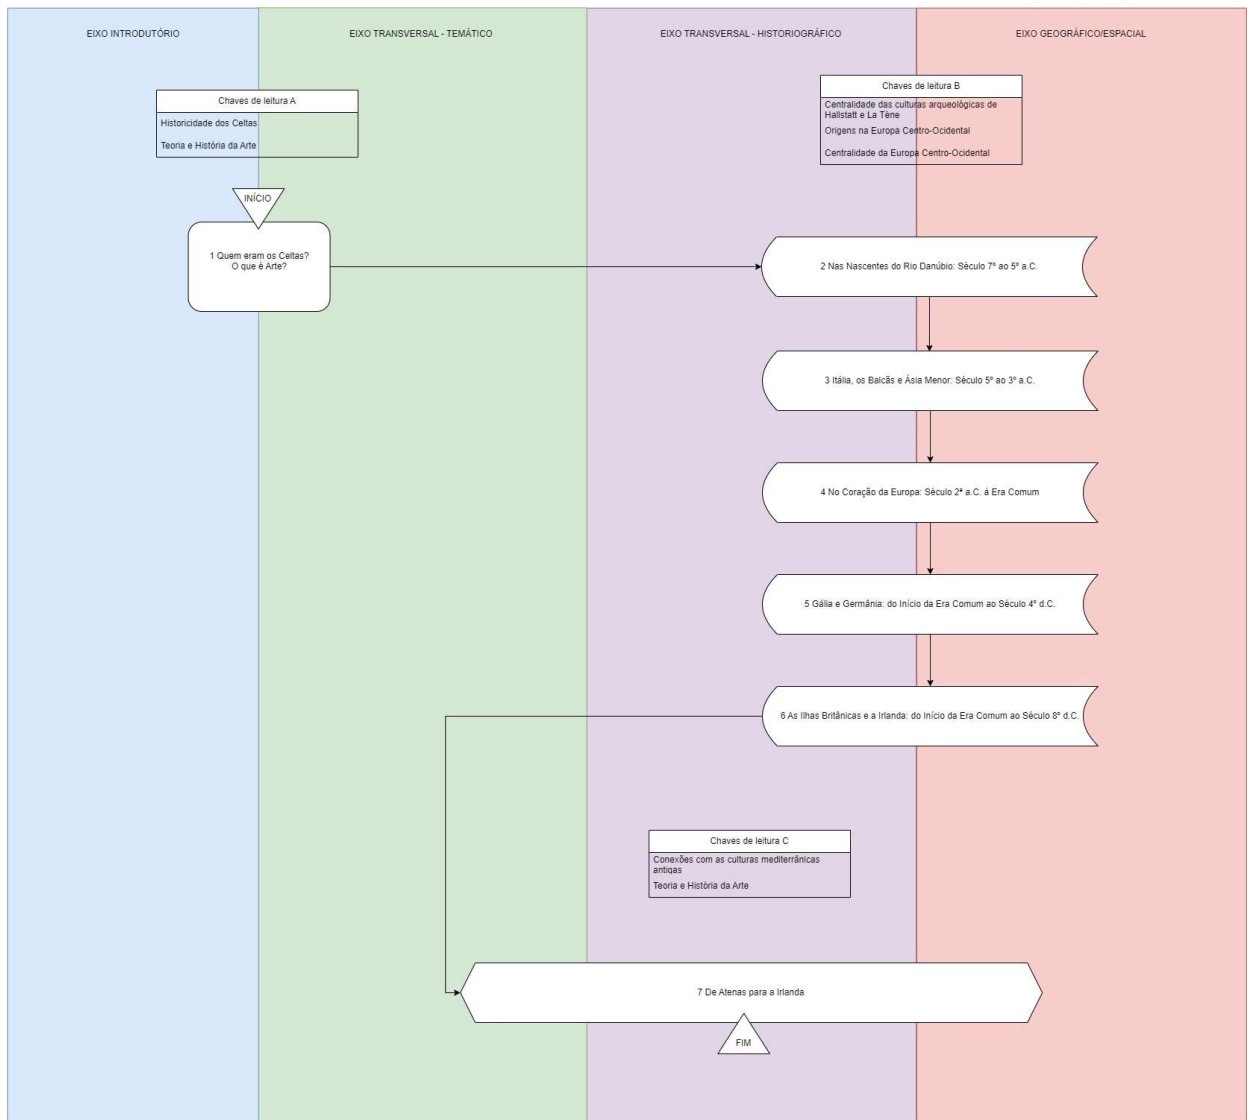 EIXO INTRODUTÓRIO
EIXO TRANSVERSAL - TEMÁTICO
EIXO TRANSVERSAL - HISTORIOGRÁFICO
EIXO GEOGRÁFICO/ESPACIAL
Chaves de leitura A
Historicidade dos Celtas
Teoria e História da Arte
Chaves de leitura B
Centralidade das culturas arqueológicas de
Hallstatt e La Tène
Origens na Europa Centro-Ocidental
Centralidade da Europa Centro-Ocidental
INÍCIO
1 Quem eram os Celtas?
O que é Arte?
2 Nas Nascentes do Rio Danúbio: Século 7º ao 5º a.C.
3 Itália, os Balcãs e Ásia Menor: Século 5º ao 3º a.C.
4 No Coração da Europa: Século 2ª a.C. á Era Comum
5 Gália e Germânia: do Início da Era Comum ao Século 4º d.C.
6 As Ilhas Britânicas e a Irlanda: do Início da Era Comum ao Século 8º d.C.
Chaves de leitura C
Conexões com as culturas mediterrânicas
antigas
Teoria e História da Arte
7 De Atenas para a Irlanda
FIM